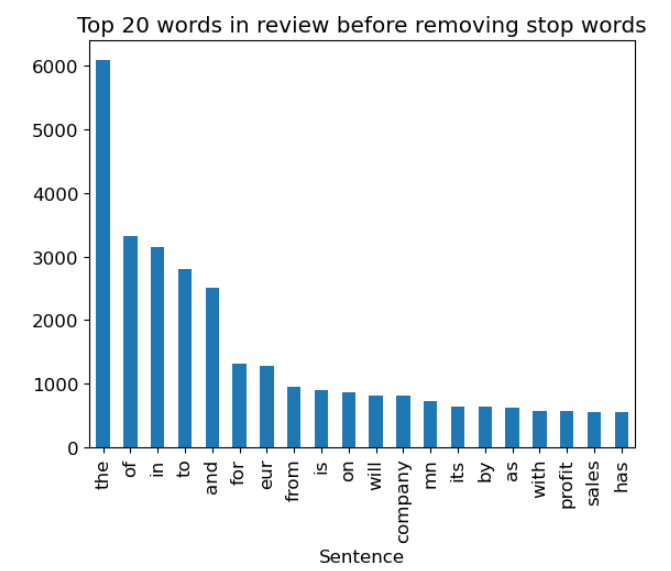 Top 20 words in review before removing stop words
6000
5000
4000
3000
2000
1000
0
the of in to and for eur from is on will company mn its by as with profit sales has
Sentence